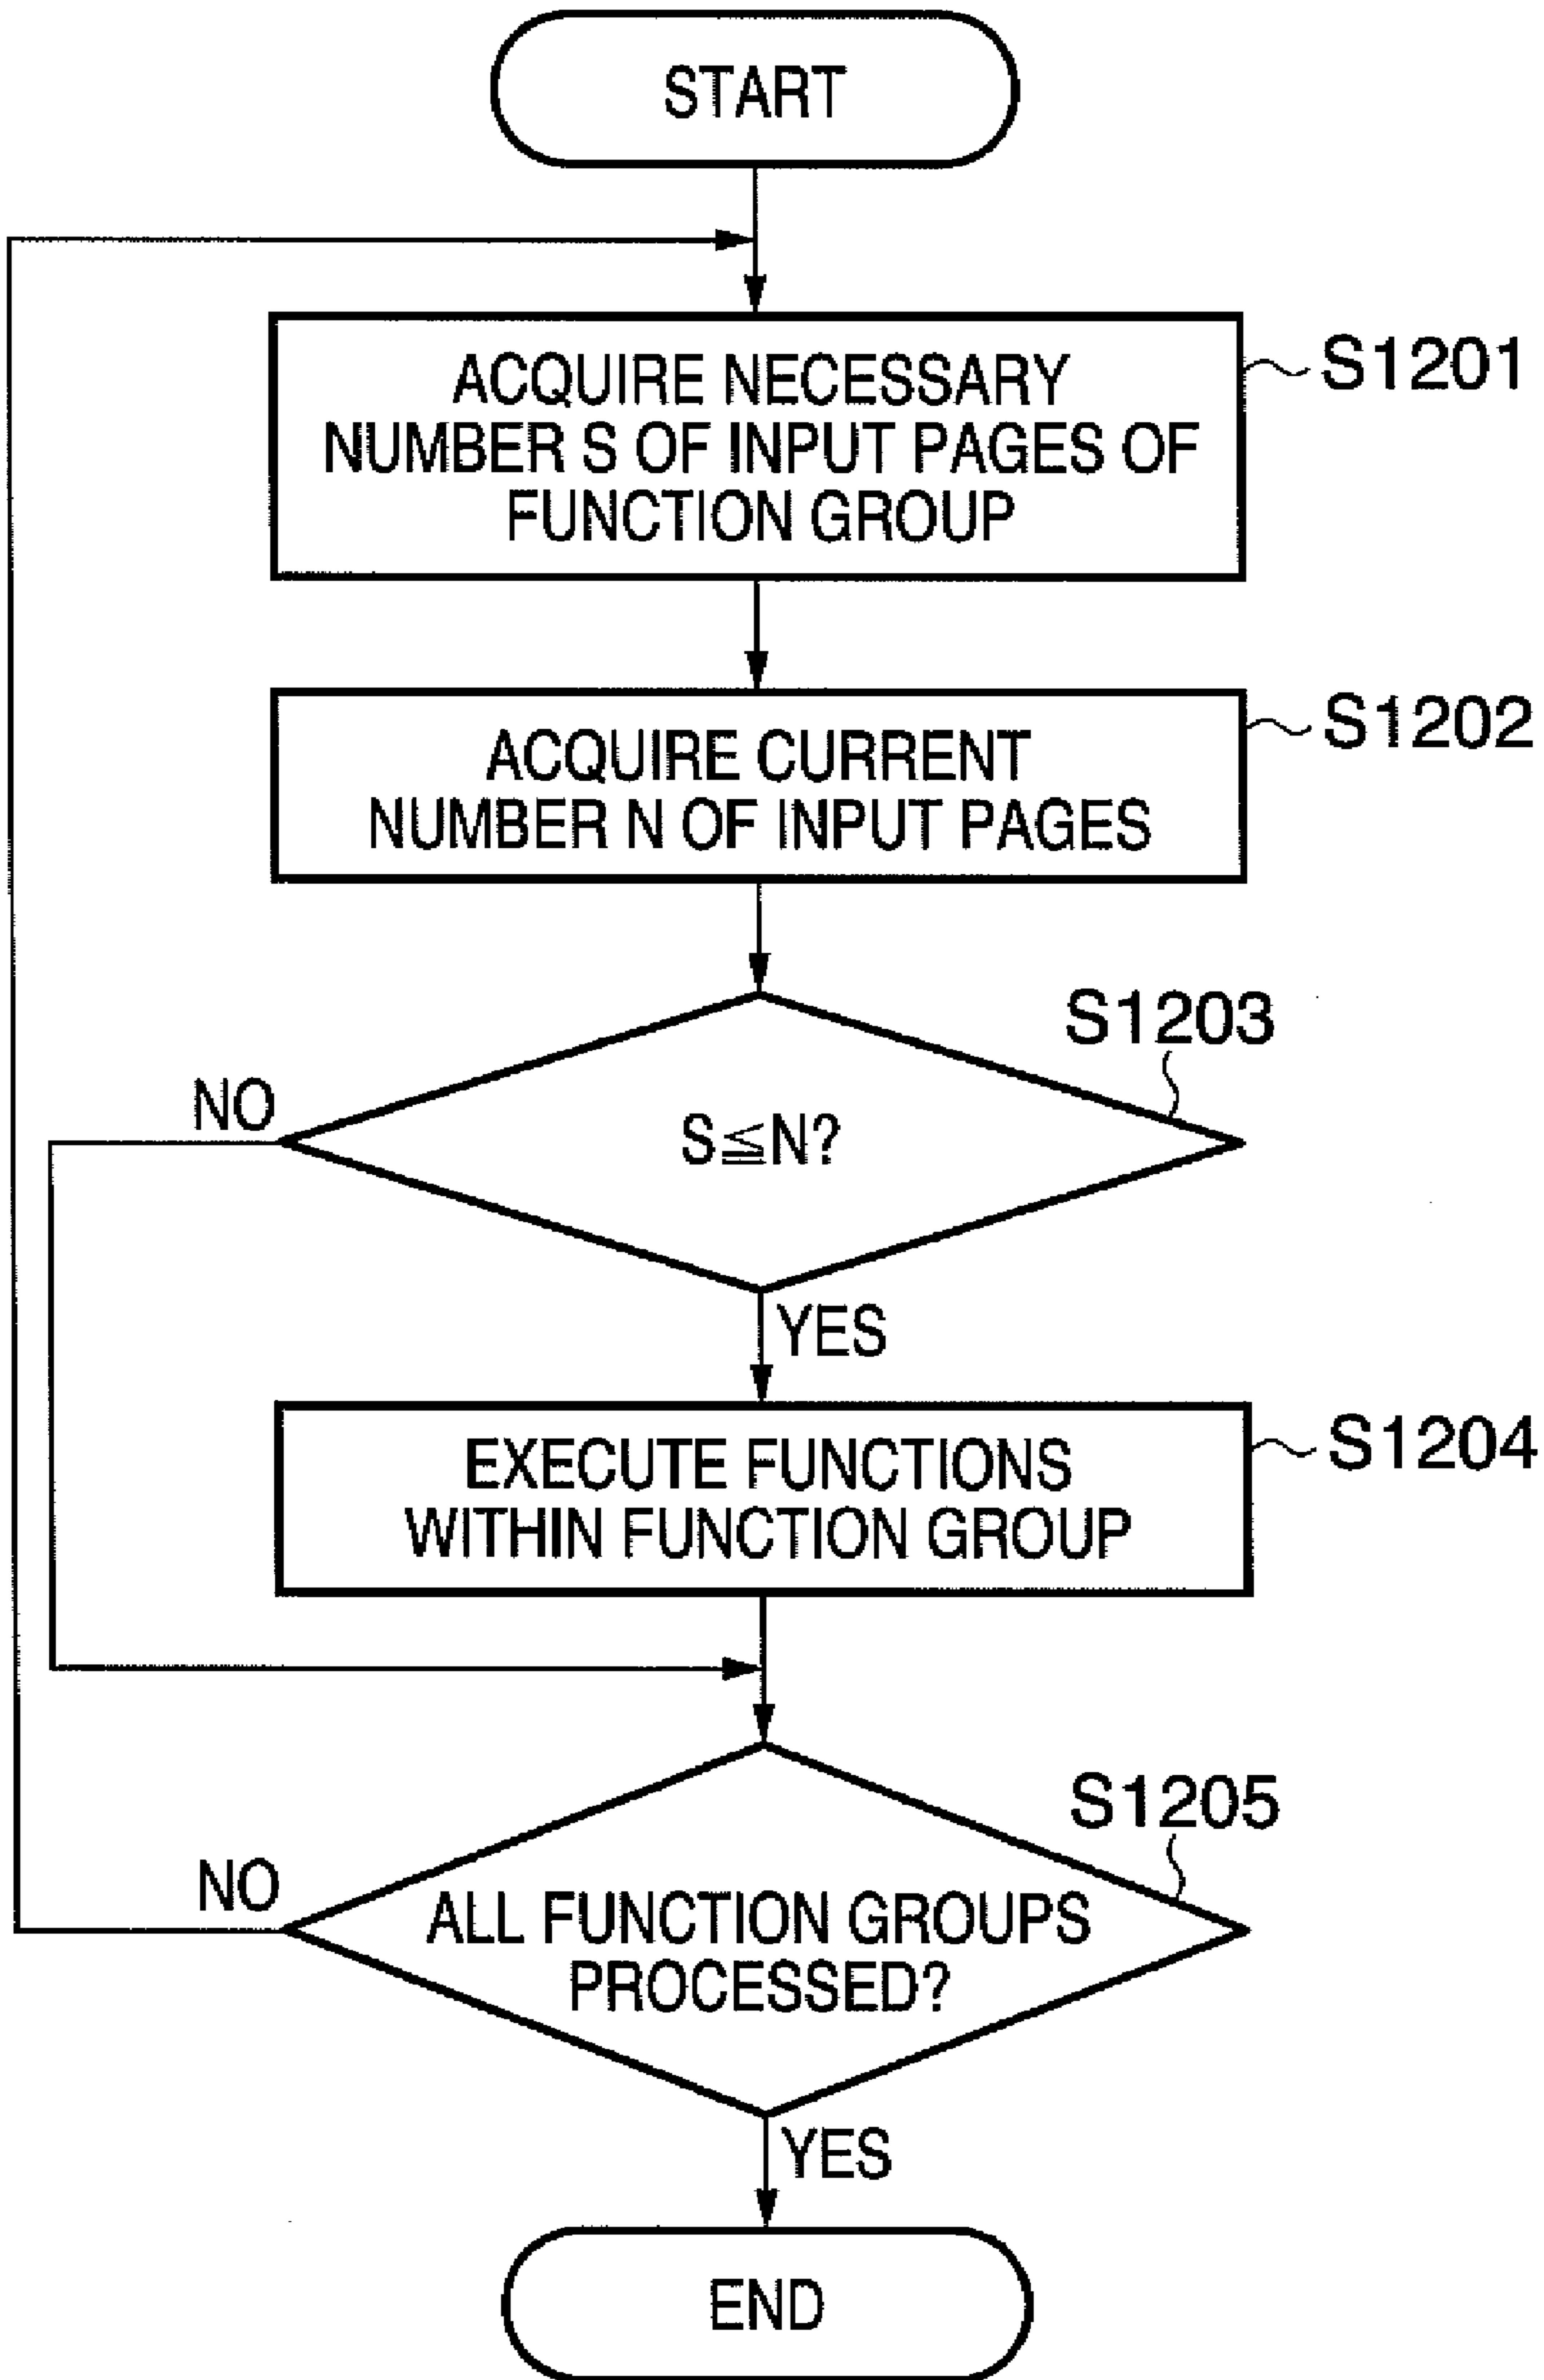 START
ACQUIRE NECESSARY
NUMBER S OF INPUT PAGES OF
FUNCTION GROUP
S1201
ACQUIRE CURRENT
NUMBER N OF INPUT PAGES
S1202
S1203
NO
S≦N?
YES
EXECUTE FUNCTIONS
WITHIN FUNCTION GROUP
S1204
S1205
NO
ALL FUNCTION GROUPS
PROCESSED?
YES
END